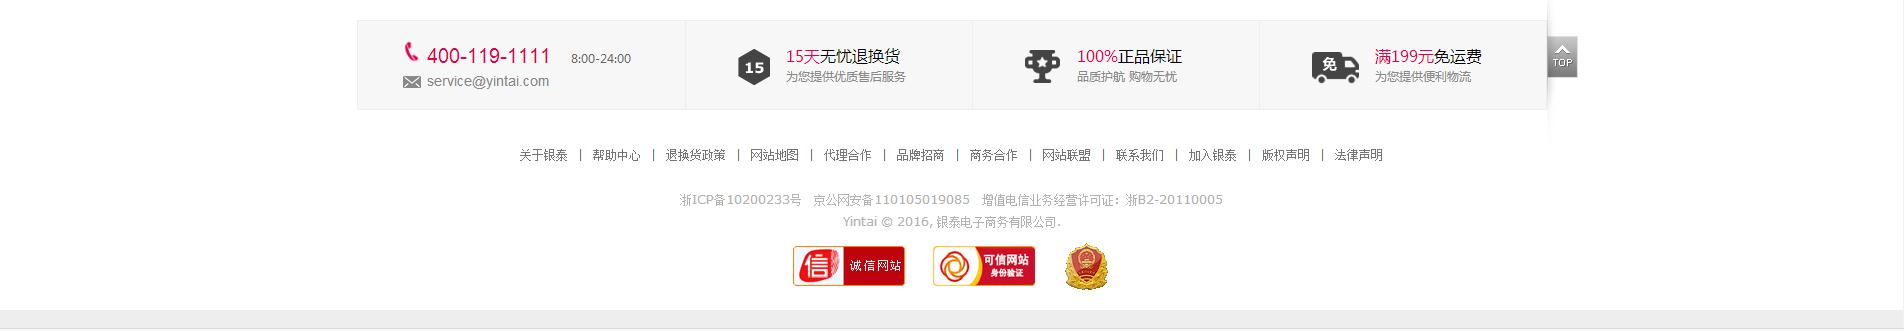 400-119-1111 8:00-24:00
service@yintai.com
15
15天无忧退换货
为您提供优质售后服务
100%正品保证
品质护航 购物无忧
免
满199元免运费
为您提供便利物流
TOP
关于银泰 | 帮助中心 | 退换货政策 | 网站地图 | 代理合作 | 品牌招商 | 商务合作 | 网站联盟 | 联系我们 | 加入银泰 | 版权声明 | 法律声明
浙ICP备10200233号 京公网安备110105019085 增值电信业务经营许可证：浙B2-20110005
Yintai © 2016, 银泰电子商务有限公司.
信 诚信网站
可信网站
身份验证